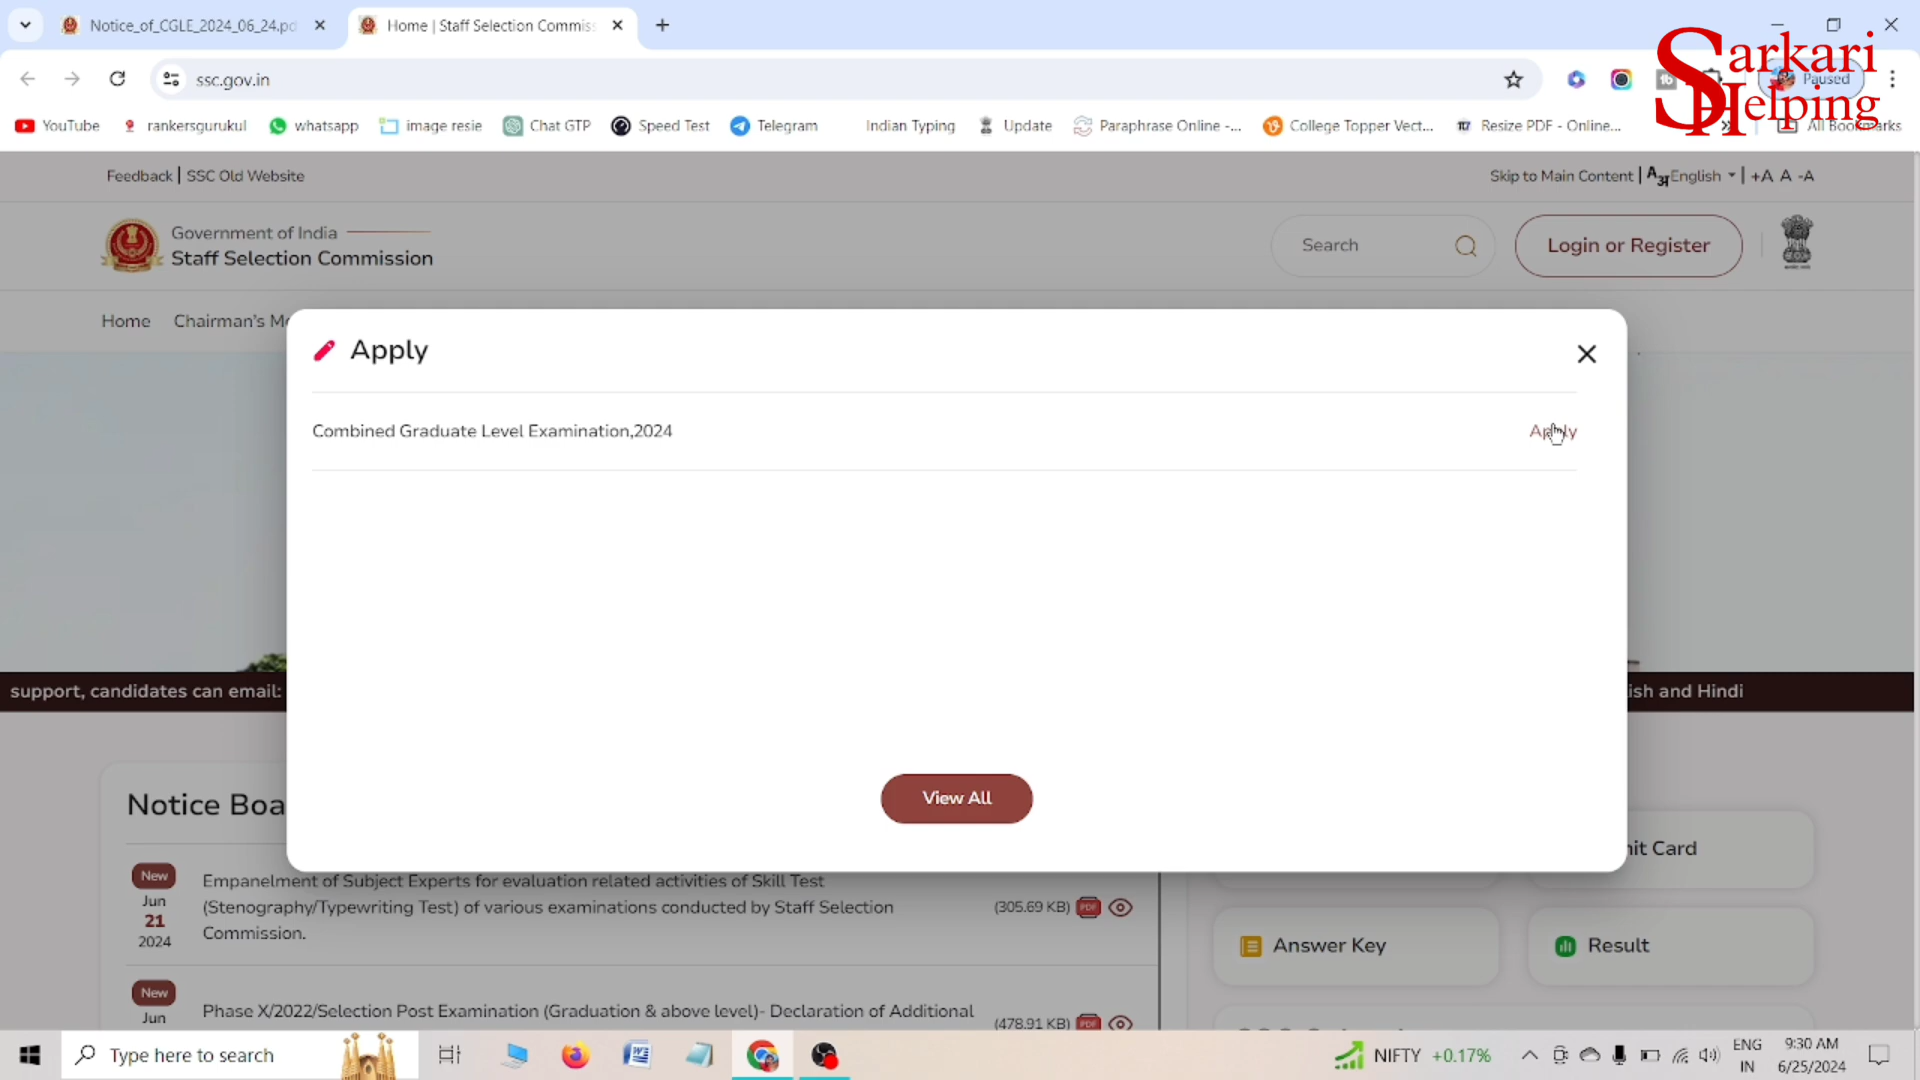 Notice_of_CGLE_2024_06_24.pd
Home | Staff Selection Commiss
Sarkari
Helping
ssc.gov.in
Paused
YouTube
rankersgurukul
whatsapp
image resie
Chat GTP
Speed Test
Telegram
Indian Typing
Update
Paraphrase Online -...
College Topper Vect...
Resize PDF - Online...
All Bookmarks
Feedback | SSC Old Website
Skip to Main Content | English | +A A -A
Government of India
Staff Selection Commission
Search
Login or Register
Home
Chairman's Me
Apply
Combined Graduate Level Examination,2024
Apply
support, candidates can email:
ish and Hindi
View All
Notice Boa
it Card
New
Jun
21
2024
Empanelment of Subject Experts for evaluation related activities of Skill Test
(Stenography/Typewriting Test) of various examinations conducted by Staff Selection
Commission.
(305.69 KB)
PDF
Answer Key
Result
New
Jun
Phase X/2022/Selection Post Examination (Graduation & above level)- Declaration of Additional
(478.91 KB)
PDF
Type here to search
NIFTY +0.17%
ENG
IN
9:30 AM
6/25/2024